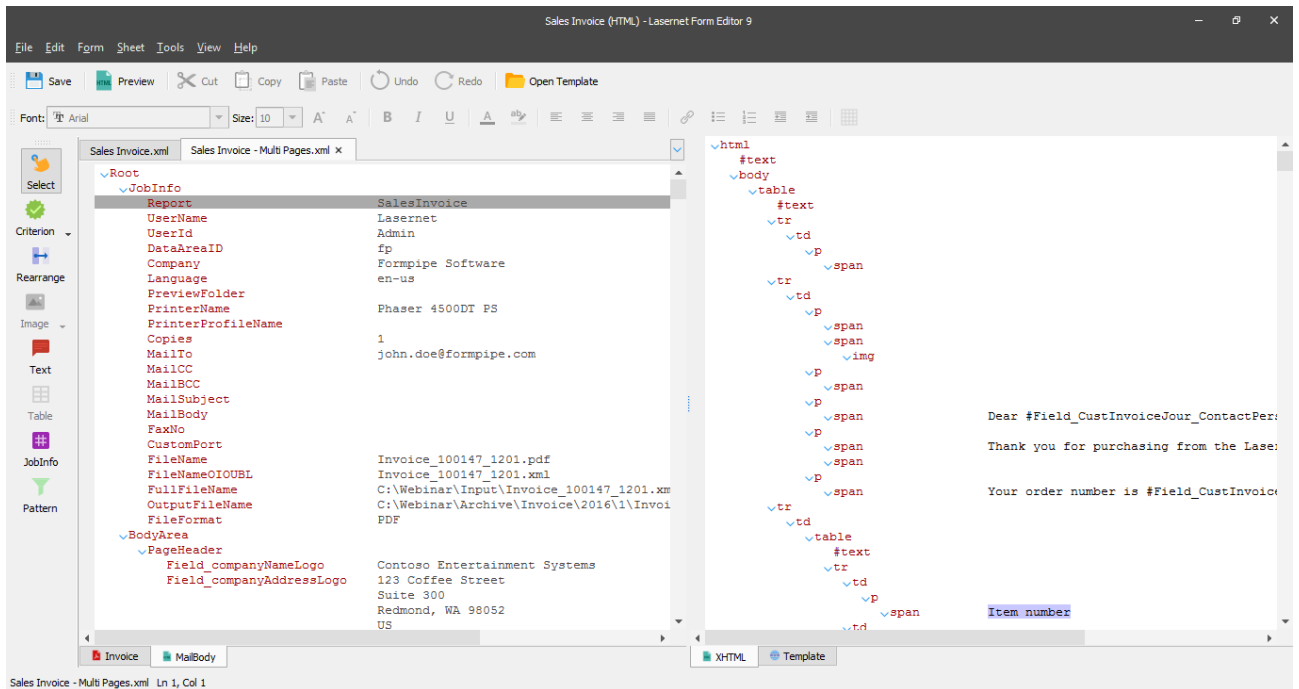 Sales Invoice (HTML) - Lasernet Form Editor 9
File Edit Form Sheet Tools View Help
Save HTML Preview Cut Copy Paste Undo Redo Open Template
Font: Arial Size: 10 A A B I U A ab
Select
Criterion
Rearrange
Image
Text
Table
JobInfo
Pattern
Sales Invoice.xml Sales Invoice - Multi Pages.xml
Root
JobInfo
Report SalesInvoice
UserName Lasernet
UserId Admin
DataAreaID fp
Company Formpipe Software
Language en-us
PreviewFolder
PrinterName Phaser 4500DT PS
PrinterProfileName
Copies 1
MailTo john.doe@formpipe.com
MailCC
MailBCC
MailSubject
MailBody
FaxNo
CustomPort
FileName Invoice_100147_1201.pdf
FileNameOIOUBL Invoice_100147_1201.xml
FullFileName C:\Webinar\Input\Invoice_100147_1201.xm
OutputFileName C:\Webinar\Archive\Invoice\2016\1\Invoi
FileFormat PDF
BodyArea
PageHeader
Field_companyNameLogo Contoso Entertainment Systems
Field_companyAddressLogo 123 Coffee Street
Suite 300
Redmond, WA 98052
US
Invoice MailBody
html
#text
body
table
#text
tr
td
p
span
tr
td
p
span
span
img
p
span
p
span Dear #Field_CustInvoiceJour_ContactPer
p
span Thank you for purchasing from the Laser
span
p
span Your order number is #Field_CustInvoice
tr
td
table
#text
tr
td
p
span Item number
td
XHTML Template
Sales Invoice - Multi Pages.xml Ln 1, Col 1